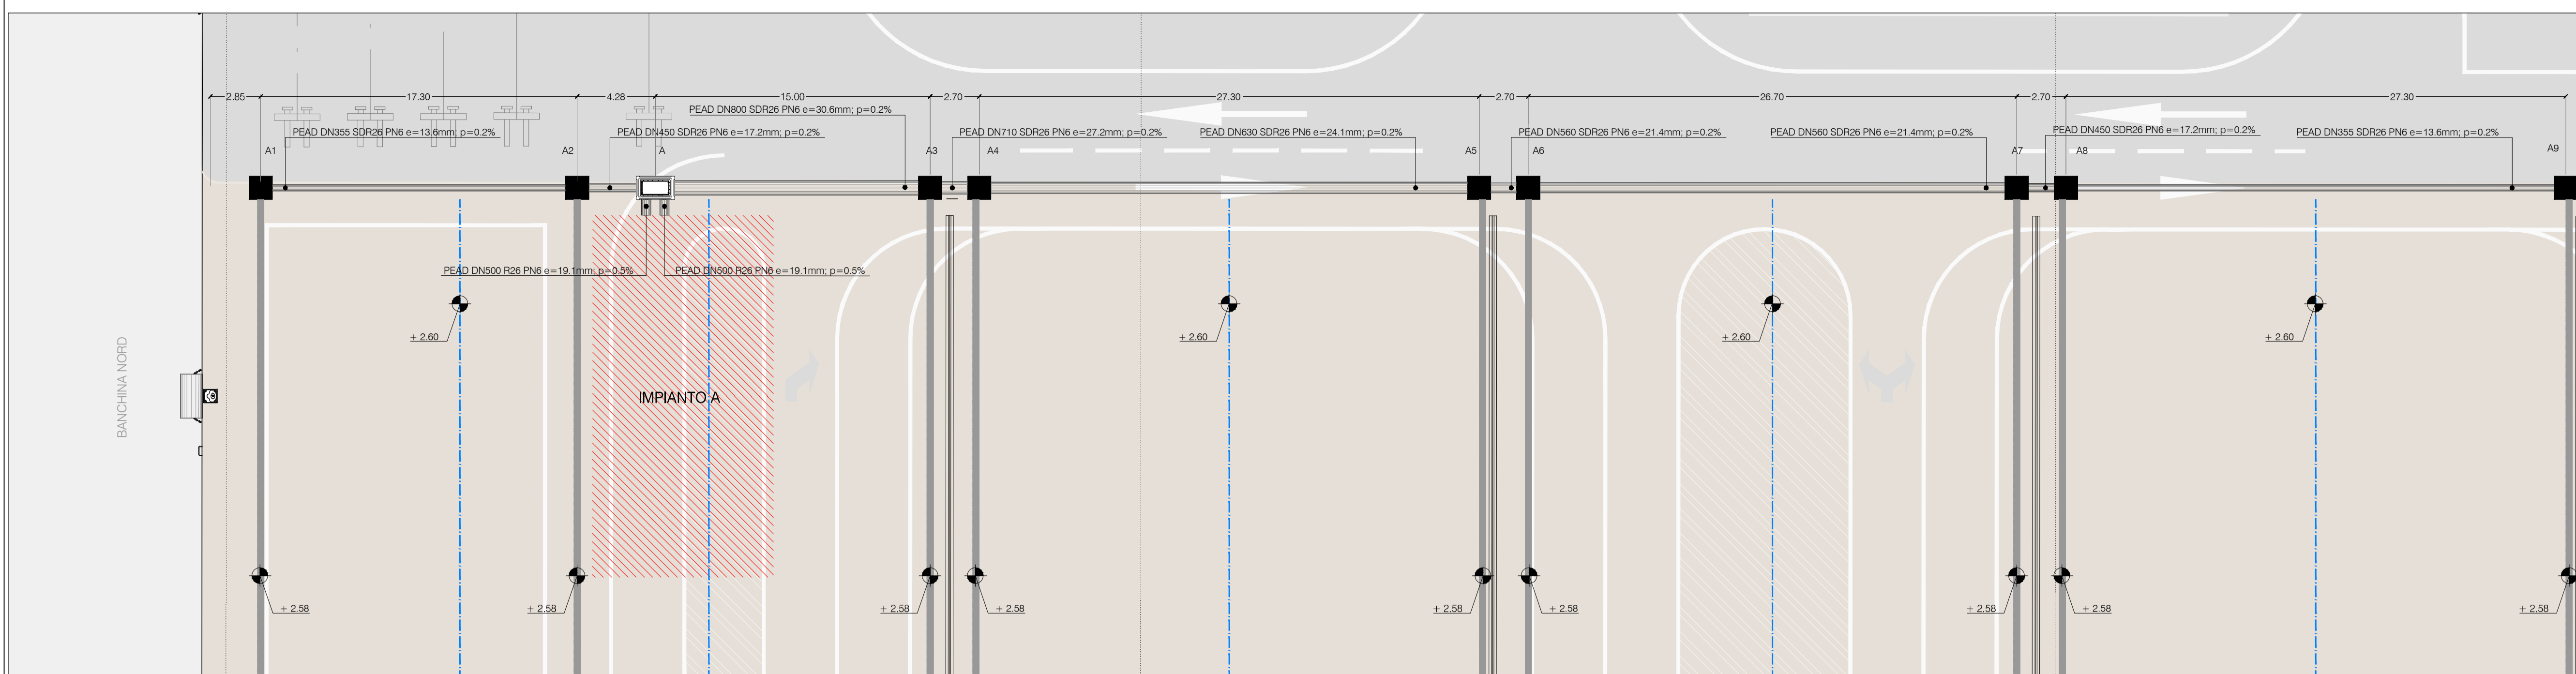 2.85 17.30 4.28 15.00 2.70 27.30 2.70 26.70 2.70 27.30
PEAD DN800 SDR26 PN6 e=30.6mm; p=0.2%
PEAD DN355 SDR26 PN6 e=13.6mm; p=0.2%
PEAD DN450 SDR26 PN6 e=17.2mm; p=0.2%
PEAD DN710 SDR26 PN6 e=27.2mm; p=0.2%
PEAD DN630 SDR26 PN6 e=24.1mm; p=0.2%
PEAD DN560 SDR26 PN6 e=21.4mm; p=0.2%
PEAD DN560 SDR26 PN6 e=21.4mm; p=0.2%
PEAD DN450 SDR26 PN6 e=17.2mm; p=0.2%
PEAD DN355 SDR26 PN6 e=13.6mm; p=0.2%
A1 A2 A A3 A4 A5 A6 A7 A8 A9
PEAD DN500 R26 PN6 e=19.1mm; p=0.5%
PEAD DN500 R26 PN6 e=19.1mm; p=0.5%
+ 2.60
+ 2.60
+ 2.60
+ 2.60
BANCHINA NORD
IMPIANTO A
+ 2.58
+ 2.58
+ 2.58
+ 2.58
+ 2.58
+ 2.58
+ 2.58
+ 2.58
+ 2.58